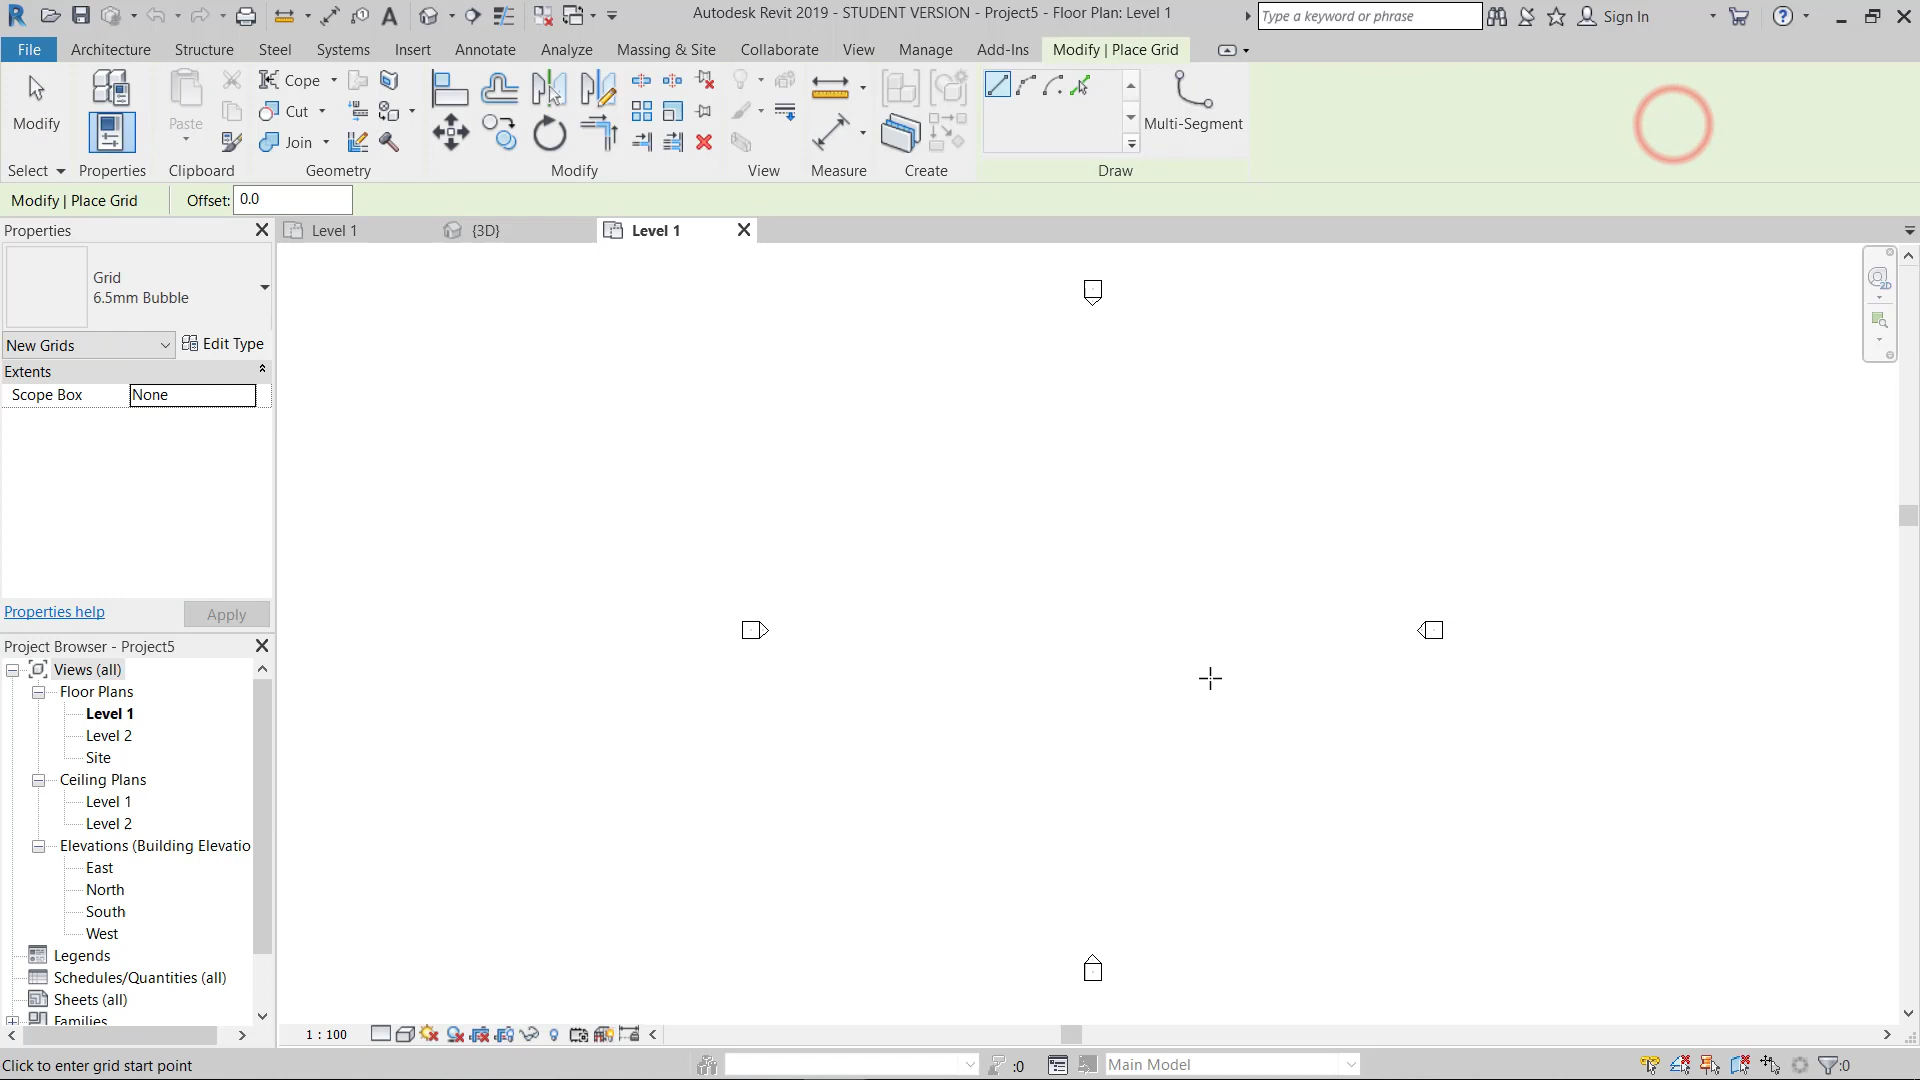 Autodesk Revit 2019 - STUDENT VERSION - Project5 - Floor Plan: Level 1
Type a keyword or phrase
Sign In
File
Architecture
Structure
Steel
Systems
Insert
Annotate
Analyze
Massing & Site
Collaborate
View
Manage
Add-Ins
Modify | Place Grid
Modify
Paste
Cope
Cut
Join
Multi-Segment
Select
Properties
Clipboard
Geometry
Modify
View
Measure
Create
Draw
Modify | Place Grid
Offset: 0.0
Properties
Level 1
{3D}
Level 1
Grid
6.5mm Bubble
New Grids
Edit Type
Extents
Scope Box
None
Properties help
Apply
Project Browser - Project5
Views (all)
Floor Plans
Level 1
Level 2
Site
Ceiling Plans
Level 1
Level 2
Elevations (Building Elevatio
East
North
South
West
Legends
Schedules/Quantities (all)
Sheets (all)
Families
2D
1 : 100
Click to enter grid start point
:0
Main Model
:0